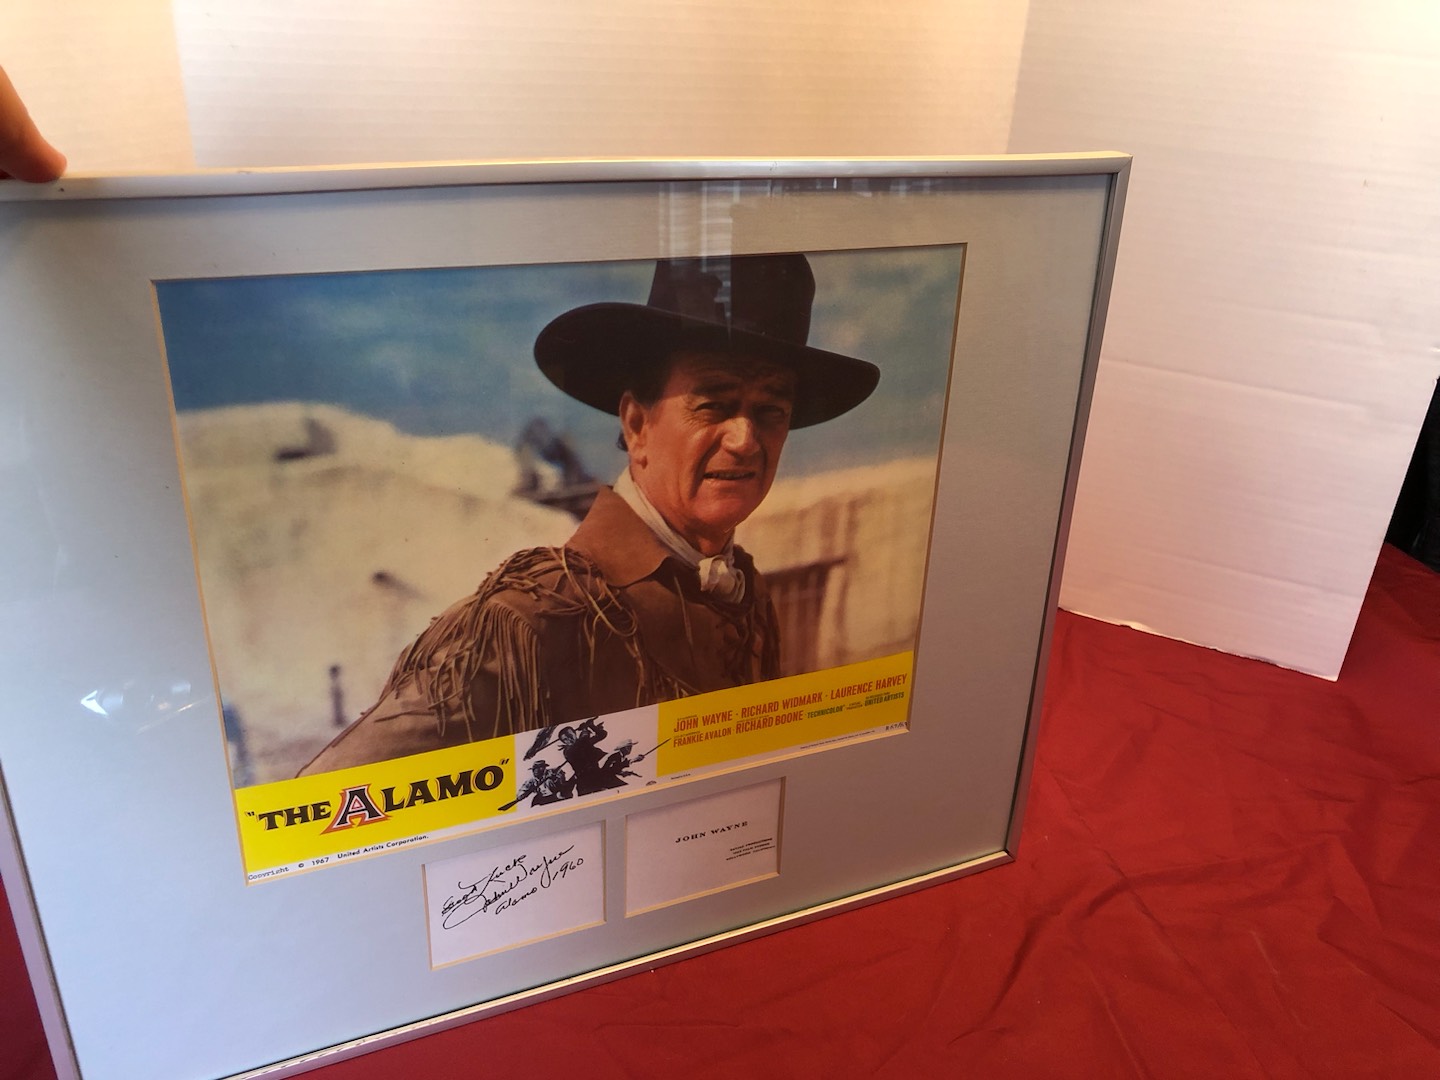 "THE ALAMO"
JOHN WAYNE · RICHARD WIDMARK · LAURENCE HARVEY
FRANKIE AVALON RICHARD BOONE TECHNICOLOR® UNITED ARTISTS
Copyright © 1967 United Artists Corporation.
Good Luck
John Wayne
Alamo 1960
JOHN WAYNE